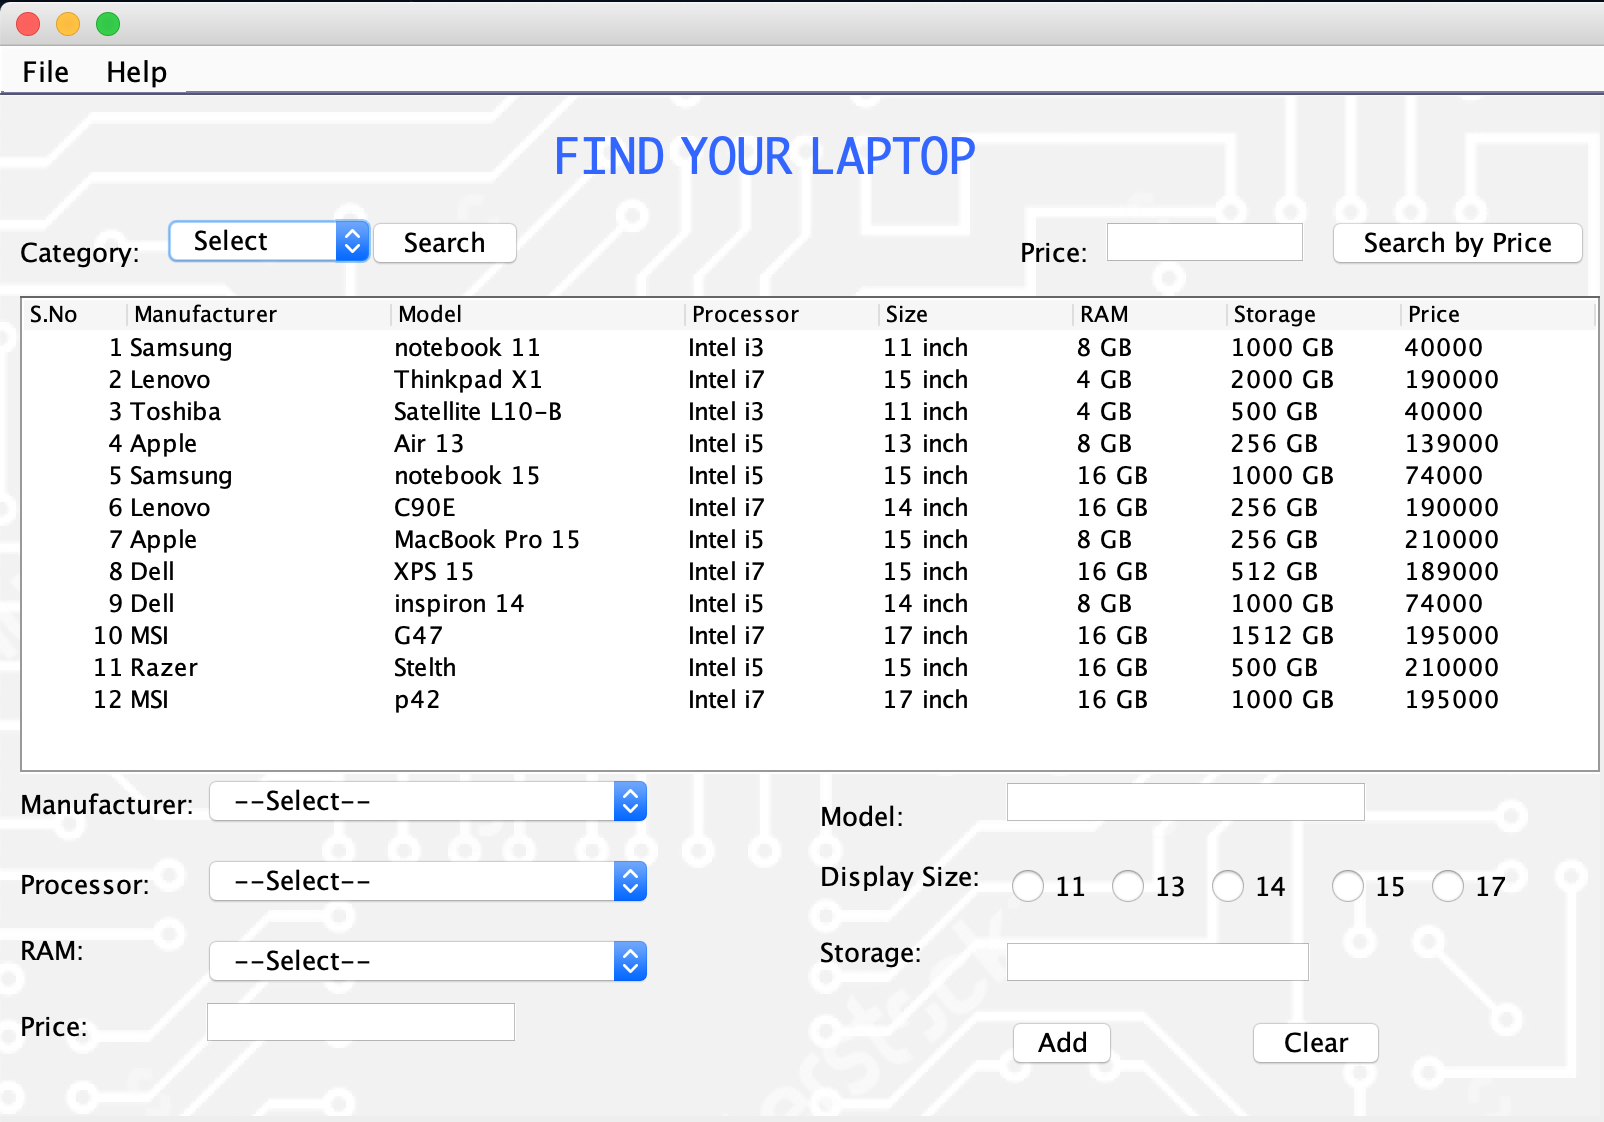 File Help
FIND YOUR LAPTOP
Category: Select Search Price: Search by Price
S.No Manufacturer Model Processor Size RAM Storage Price
1 Samsung notebook 11 Intel i3 11 inch 8 GB 1000 GB 40000
2 Lenovo Thinkpad X1 Intel i7 15 inch 4 GB 2000 GB 190000
3 Toshiba Satellite L10-B Intel i3 11 inch 4 GB 500 GB 40000
4 Apple Air 13 Intel i5 13 inch 8 GB 256 GB 139000
5 Samsung notebook 15 Intel i5 15 inch 16 GB 1000 GB 74000
6 Lenovo C90E Intel i7 14 inch 16 GB 256 GB 190000
7 Apple MacBook Pro 15 Intel i5 15 inch 8 GB 256 GB 210000
8 Dell XPS 15 Intel i7 15 inch 16 GB 512 GB 189000
9 Dell inspiron 14 Intel i5 14 inch 8 GB 1000 GB 74000
10 MSI G47 Intel i7 17 inch 16 GB 1512 GB 195000
11 Razer Stelth Intel i5 15 inch 16 GB 500 GB 210000
12 MSI p42 Intel i7 17 inch 16 GB 1000 GB 195000
Manufacturer: --Select-- Model:
Processor: --Select-- Display Size: 11 13 14 15 17
RAM: --Select-- Storage:
Price: Add Clear